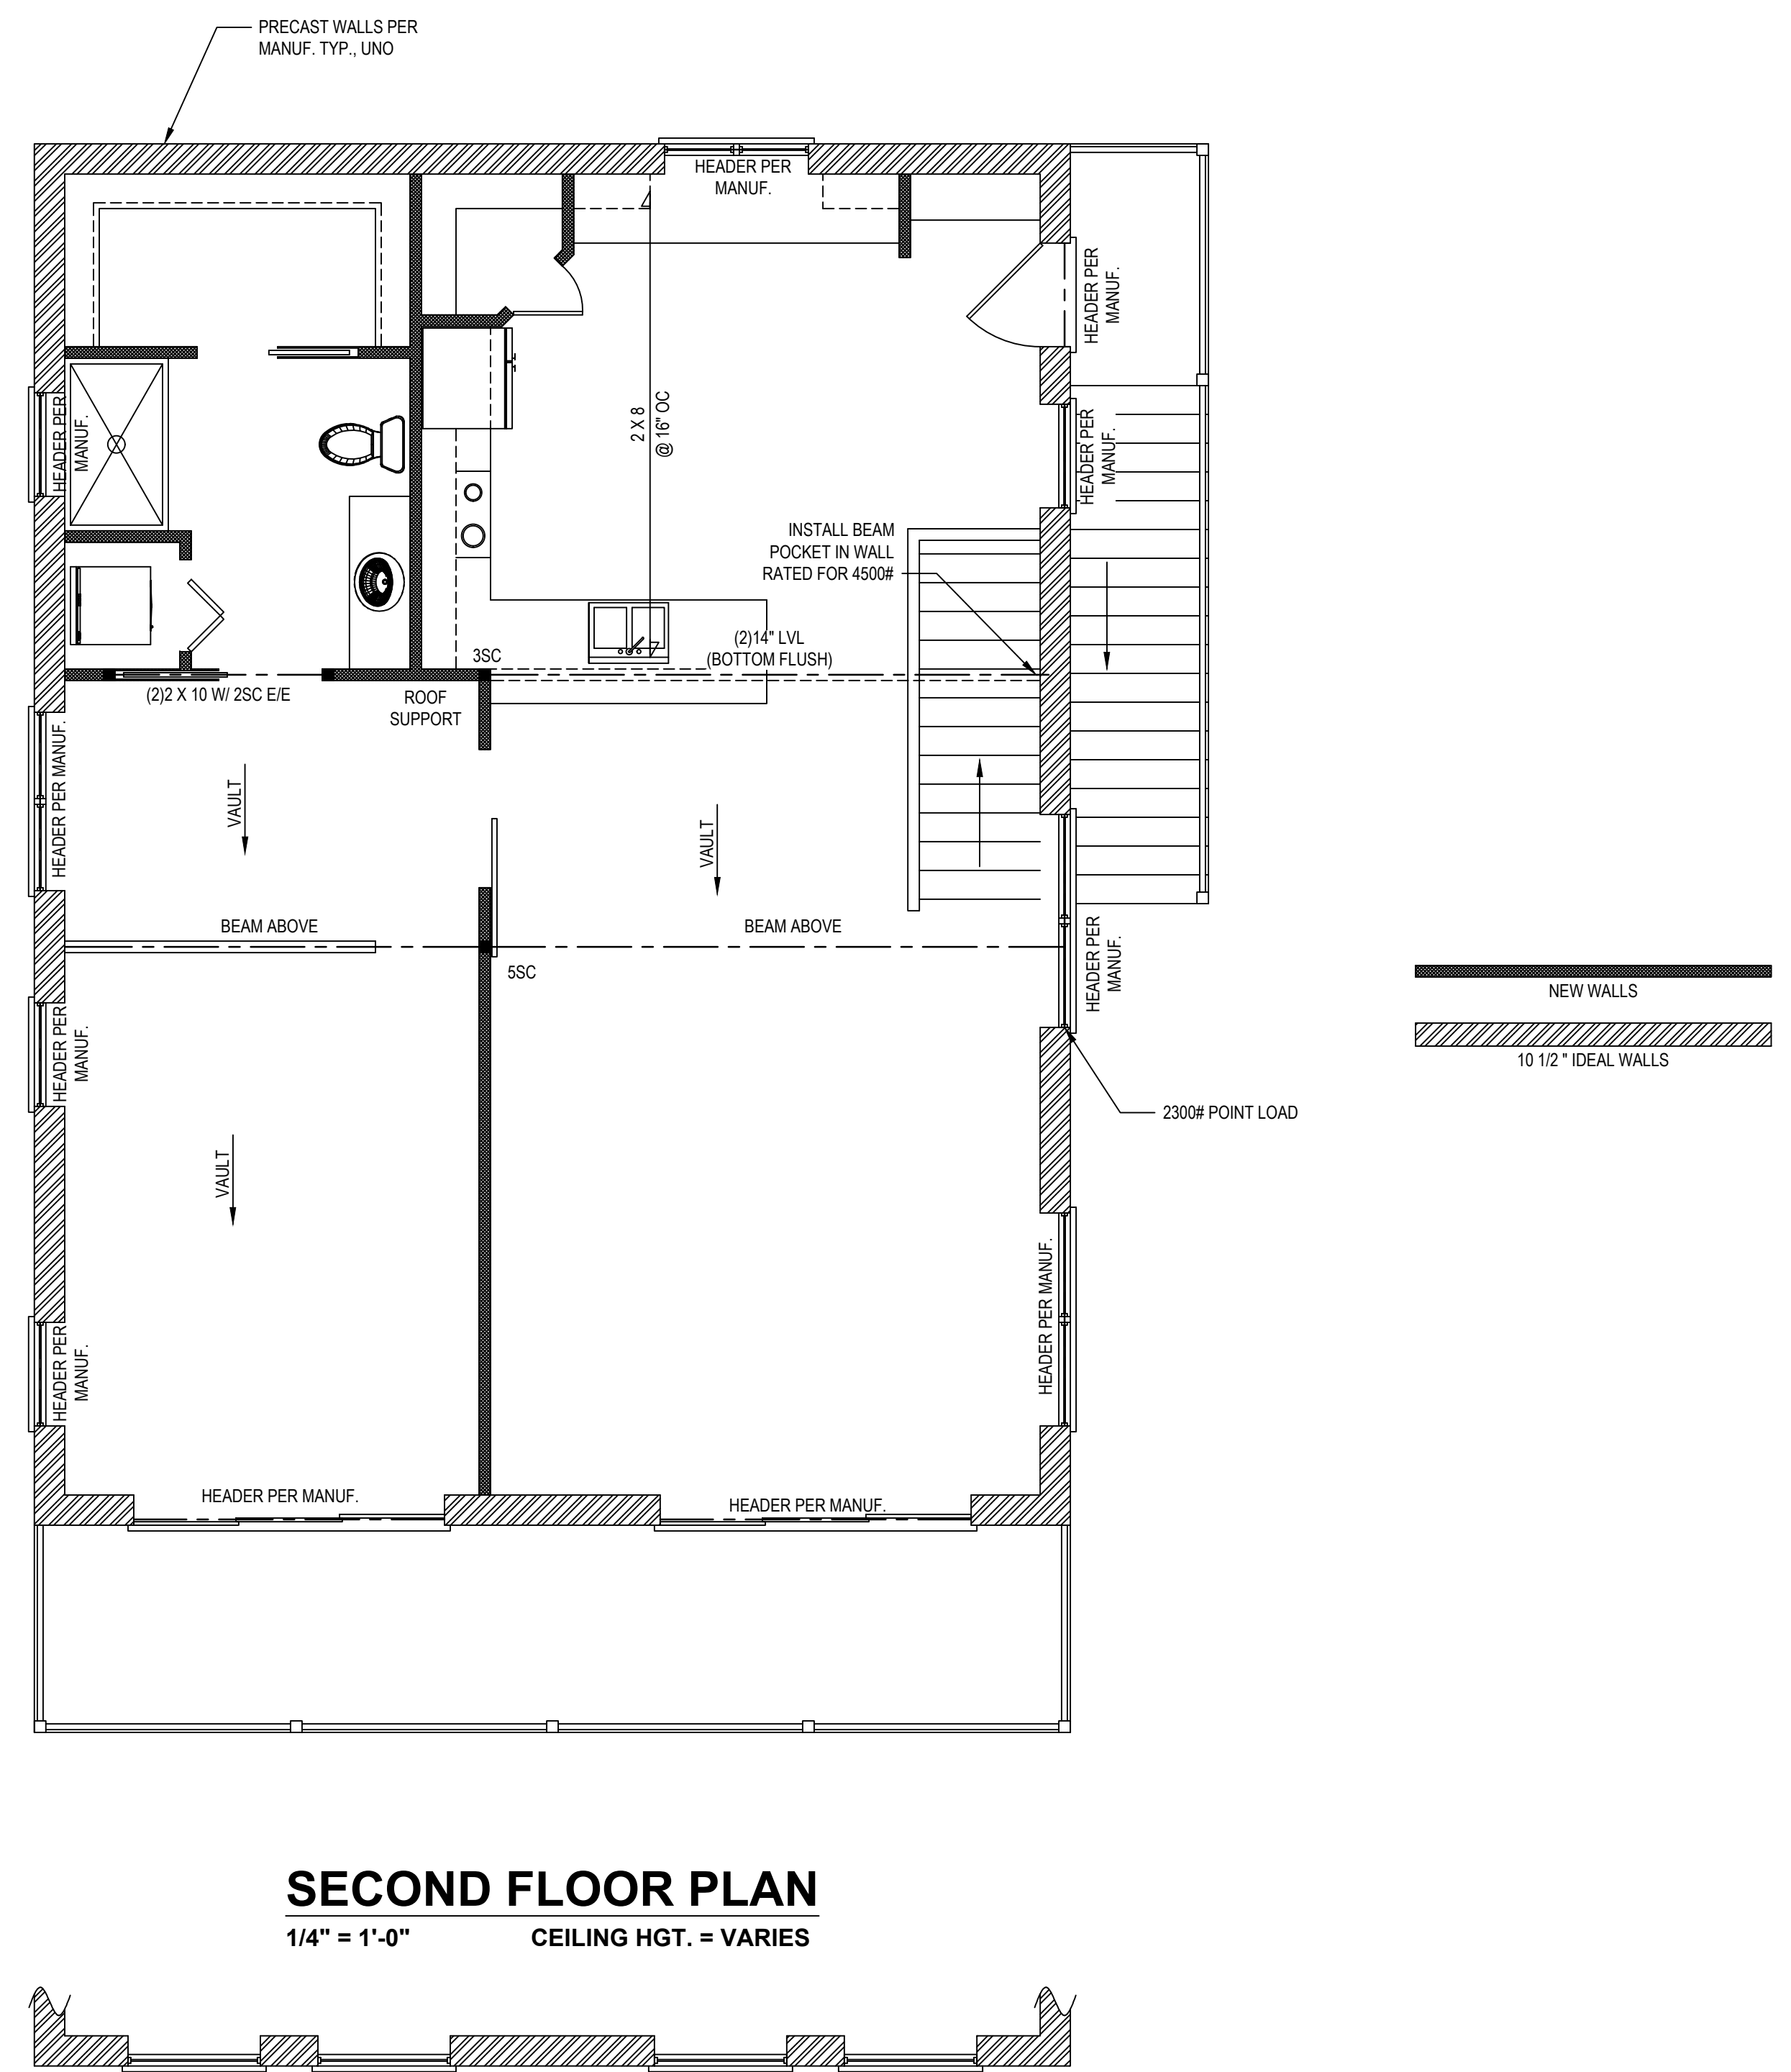 PRECAST WALLS PER
MANUF. TYP., UNO
HEADER PER
MANUF.
HEADER PER
MANUF.
HEADER PER
MANUF.
2 X 8
@ 16" OC
HEADER PER
MANUF.
INSTALL BEAM
POCKET IN WALL
RATED FOR 4500#
(2)14" LVL
(BOTTOM FLUSH)
3SC
(2)2 X 10 W/ 2SC E/E
ROOF
SUPPORT
HEADER PER MANUF.
VAULT
VAULT
BEAM ABOVE
BEAM ABOVE
5SC
HEADER PER
MANUF.
NEW WALLS
10 1/2 " IDEAL WALLS
HEADER PER
MANUF.
2300# POINT LOAD
VAULT
HEADER PER MANUF.
HEADER PER
MANUF.
HEADER PER MANUF.
HEADER PER MANUF.
SECOND FLOOR PLAN
1/4" = 1'-0"
CEILING HGT. = VARIES